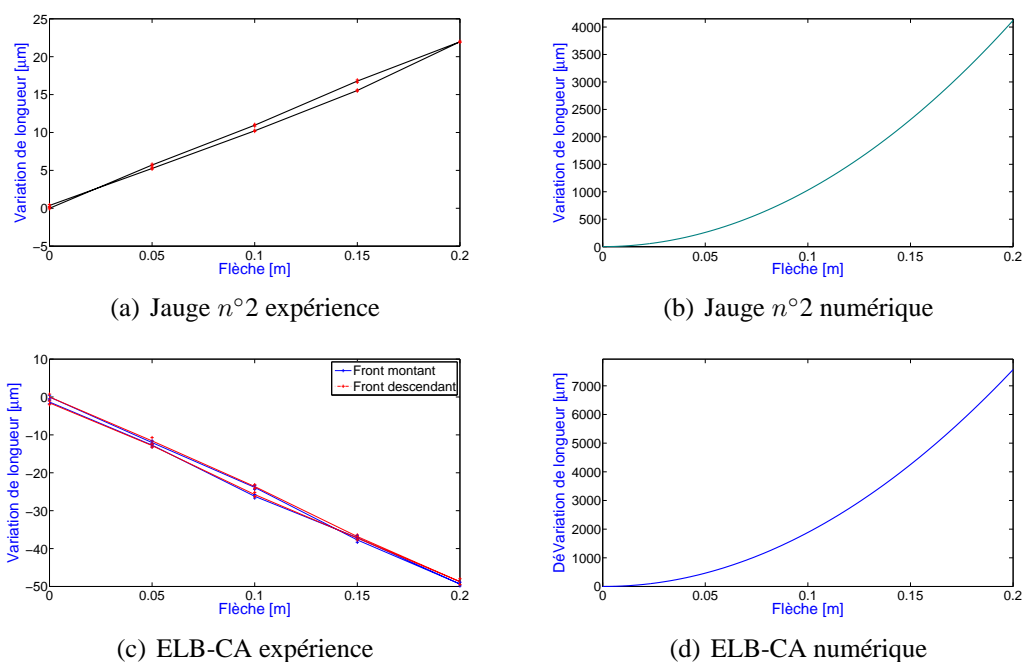 25
20
15
10
5
0
−5
Variation de longueur [μm]
0 0.05 0.1 0.15 0.2
Flèche [m]
(a) Jauge n°2 expérience
4000
3500
3000
2500
2000
1500
1000
500
0
Variation de longueur [μm]
0 0.05 0.1 0.15 0.2
Flèche [m]
(b) Jauge n°2 numérique
10
0
−10
−20
−30
−40
−50
Variation de longueur [μm]
Front montant
Front descendant
0 0.05 0.1 0.15 0.2
Flèche [m]
(c) ELB-CA expérience
7000
6000
5000
4000
3000
2000
1000
0
DéVariation de longueur [μm]
0 0.05 0.1 0.15 0.2
Flèche [m]
(d) ELB-CA numérique